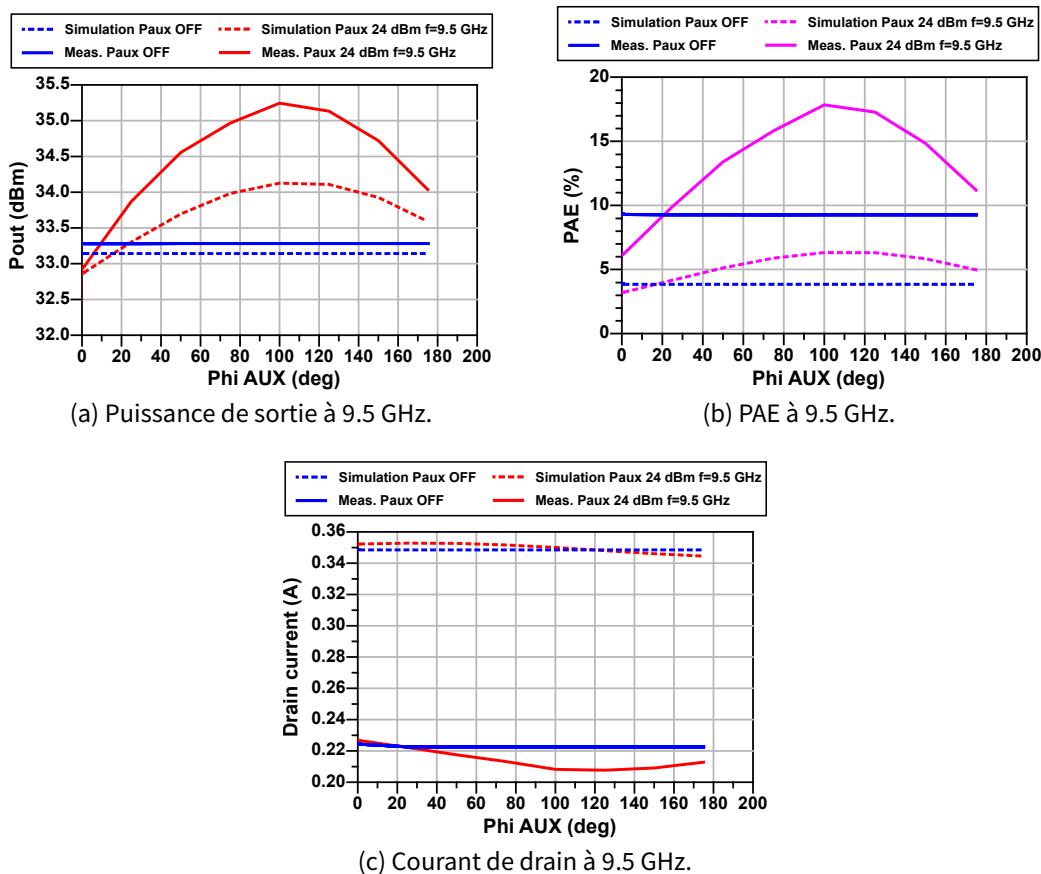 Simulation Paux OFF
Simulation Paux 24 dBm f=9.5 GHz
Meas. Paux OFF
Meas. Paux 24 dBm f=9.5 GHz
35.5
35.0
34.5
34.0
33.5
33.0
32.5
32.0
Pout (dBm)
0 20 40 60 80 100 120 140 160 180 200
Phi AUX (deg)
(a) Puissance de sortie à 9.5 GHz.
Simulation Paux OFF
Simulation Paux 24 dBm f=9.5 GHz
Meas. Paux OFF
Meas. Paux 24 dBm f=9.5 GHz
20
15
10
5
0
PAE (%)
0 20 40 60 80 100 120 140 160 180 200
Phi AUX (deg)
(b) PAE à 9.5 GHz.
Simulation Paux OFF
Simulation Paux 24 dBm f=9.5 GHz
Meas. Paux OFF
Meas. Paux 24 dBm f=9.5 GHz
0.36
0.34
0.32
0.30
0.28
0.26
0.24
0.22
0.20
Drain current (A)
0 20 40 60 80 100 120 140 160 180 200
Phi AUX (deg)
(c) Courant de drain à 9.5 GHz.